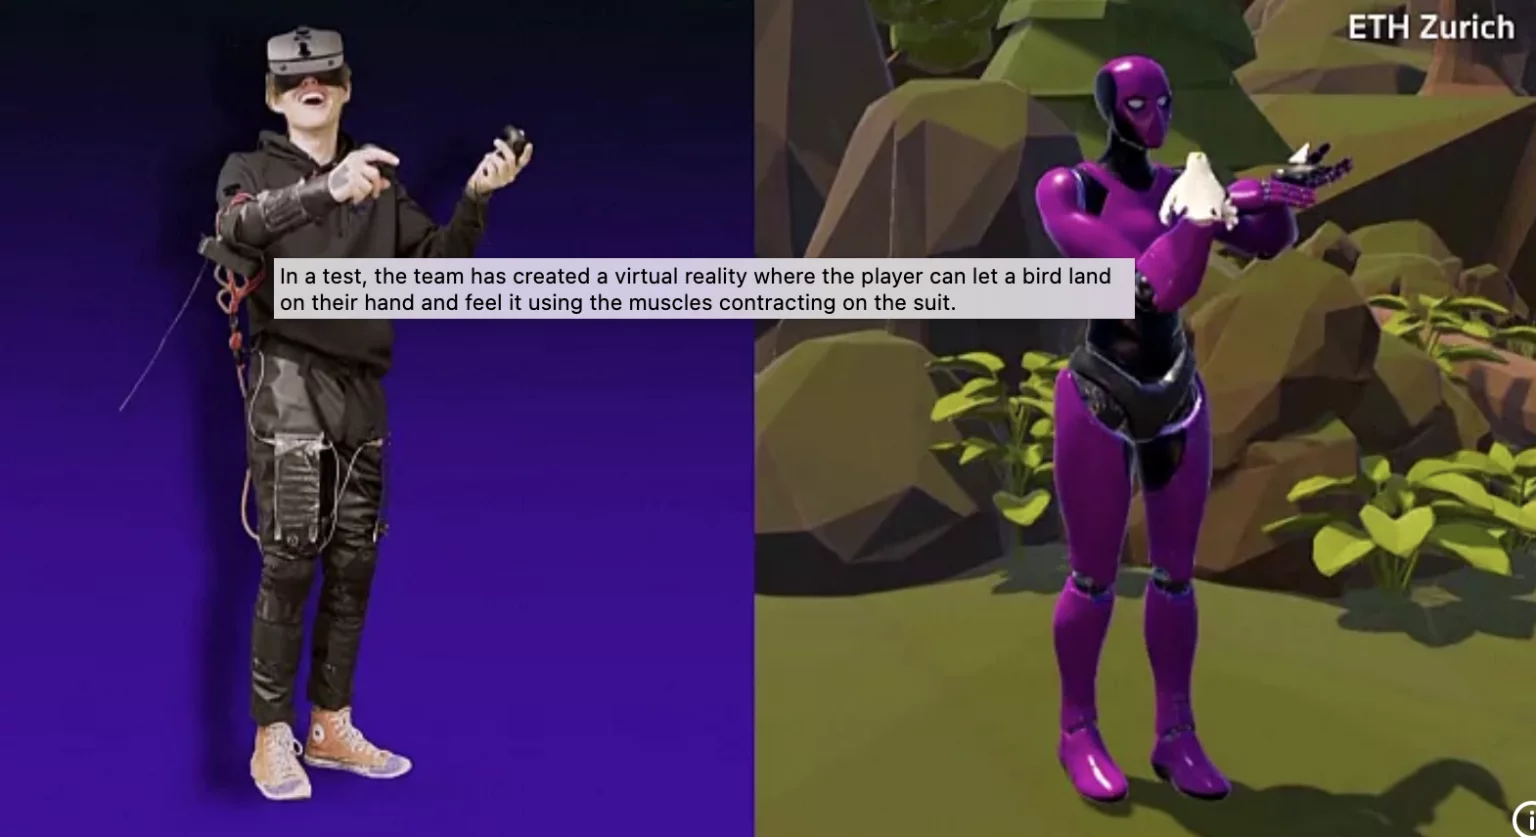 ETH Zurich
In a test, the team has created a virtual reality where the player can let a bird land
on their hand and feel it using the muscles contracting on the suit.